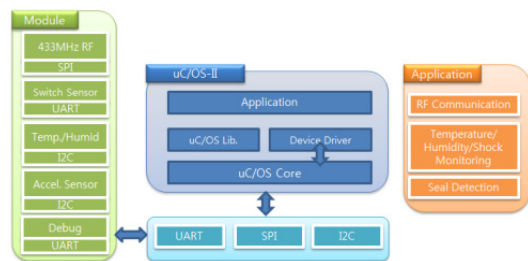 Module
433MHz RF
SPI
Switch Sensor
UART
Temp./Humid
I2C
Accel. Sensor
I2C
Debug
UART
uC/OS-II
Application
uC/OS Lib.
Device Driver
uC/OS Core
UART
SPI
I2C
Application
RF Communication
Temperature/
Humidity/Shock
Monitoring
Seal Detection